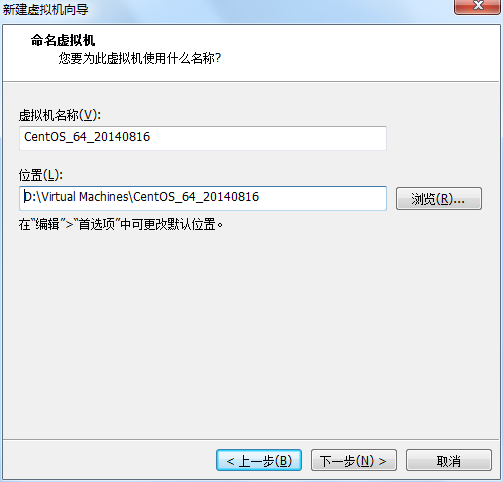 新建虚拟机向导
命名虚拟机
您要为此虚拟机使用什么名称?
虚拟机名称(V):
CentOS_64_20140816
位置(L):
D:\Virtual Machines\CentOS_64_20140816
浏览(R)...
在"编辑">"首选项"中可更改默认位置。
< 上一步(B)
下一步(N) >
取消